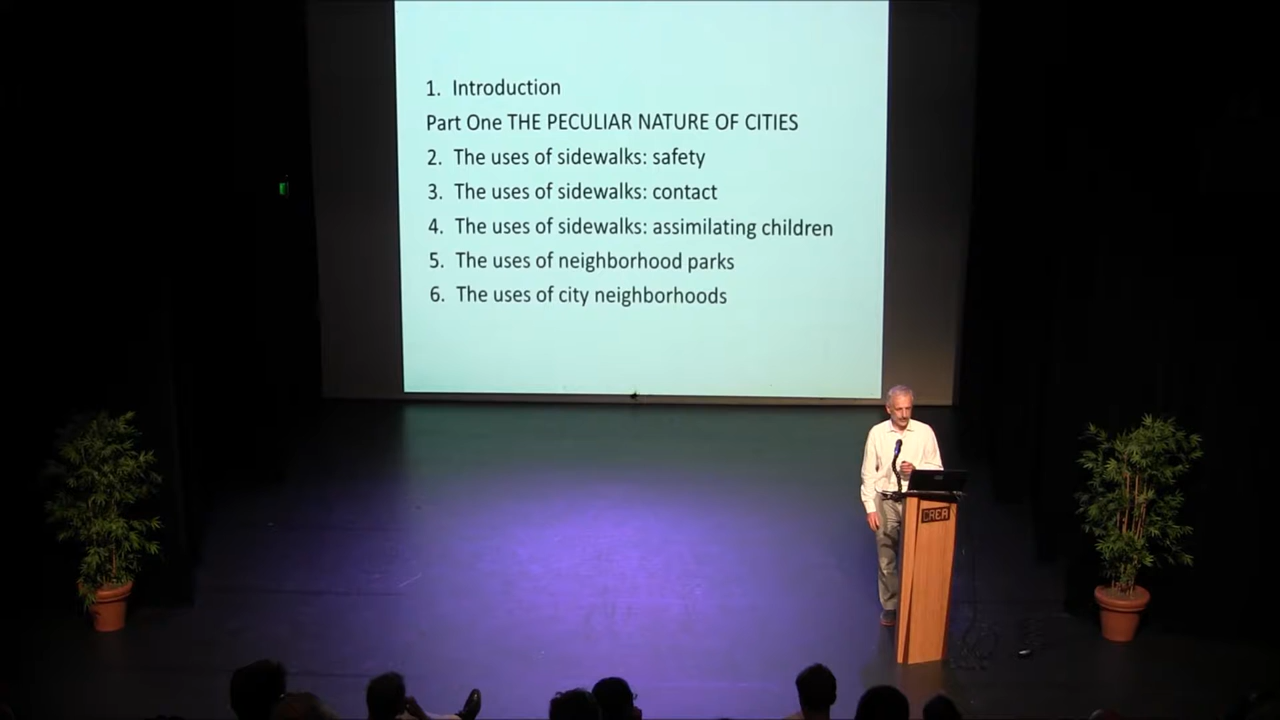 1. Introduction
Part One THE PECULIAR NATURE OF CITIES
2. The uses of sidewalks: safety
3. The uses of sidewalks: contact
4. The uses of sidewalks: assimilating children
5. The uses of neighborhood parks
6. The uses of city neighborhoods
CREA